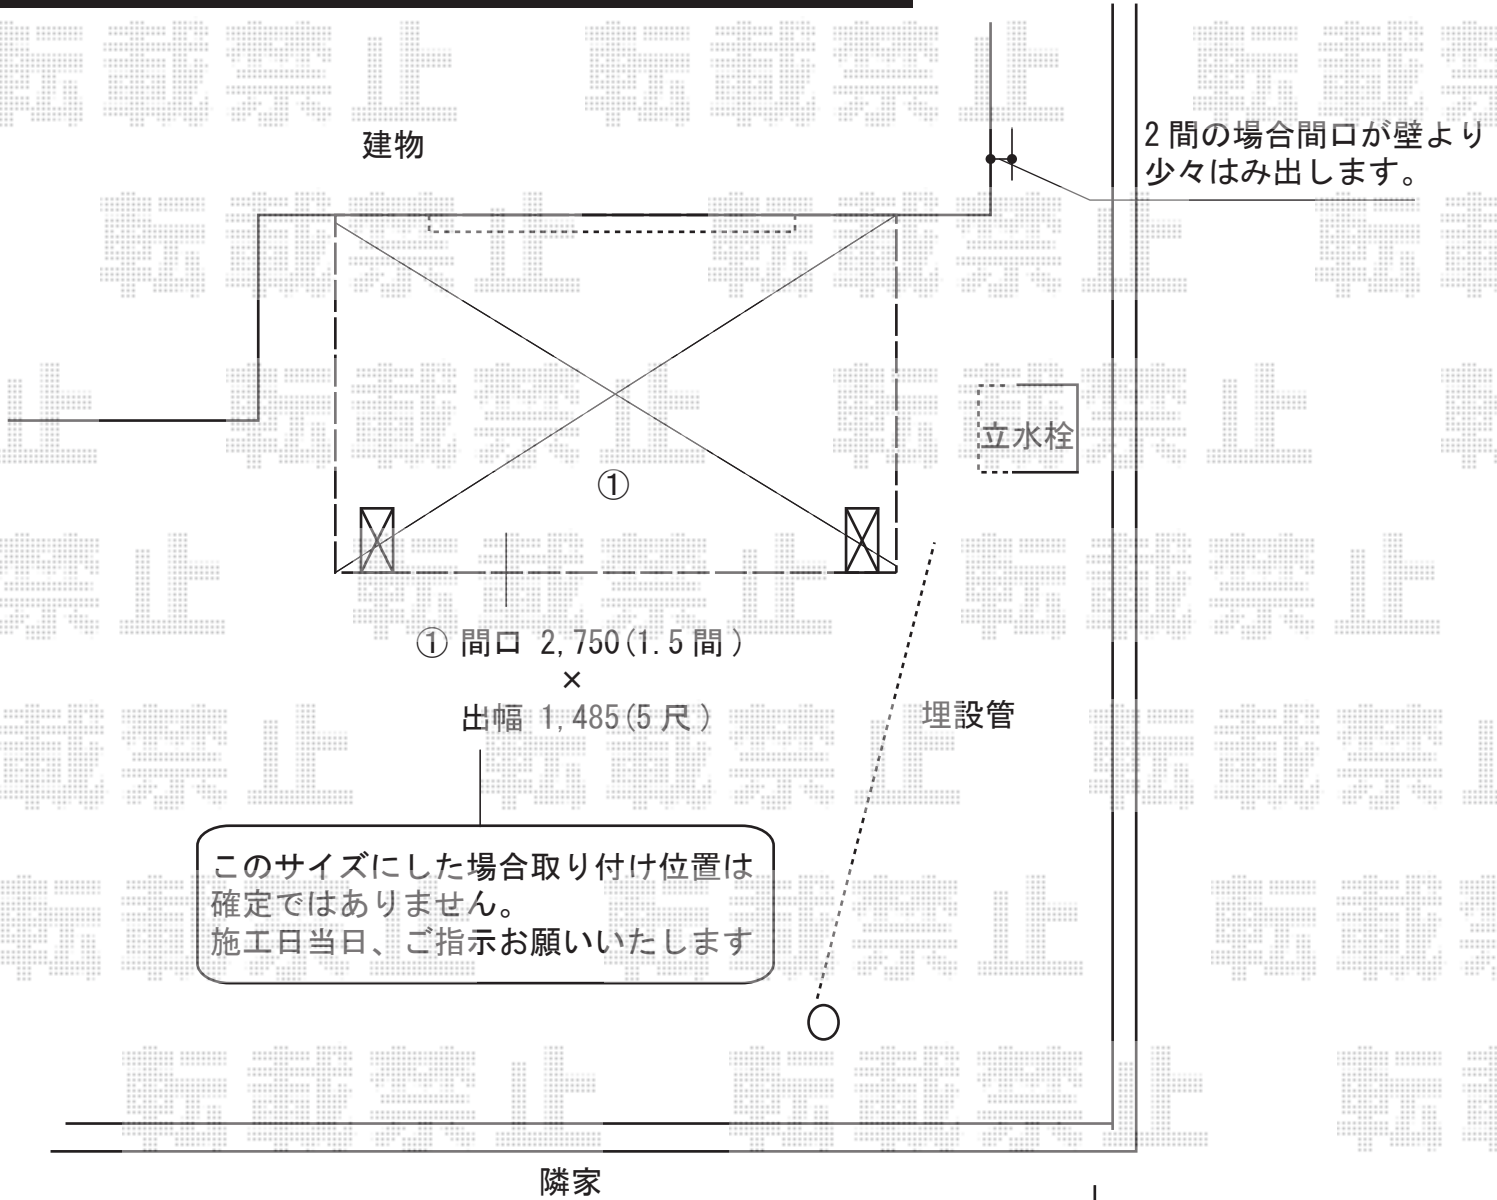 建物
2間の場合間口が壁より
少々はみ出します。
立水栓
①
① 間口 2,750(1.5間)
×
出幅 1,485(5尺)
埋設管
このサイズにした場合取り付け位置は
確定ではありません。
施工日当日、ご指示お願いいたします
隣家
転載禁止